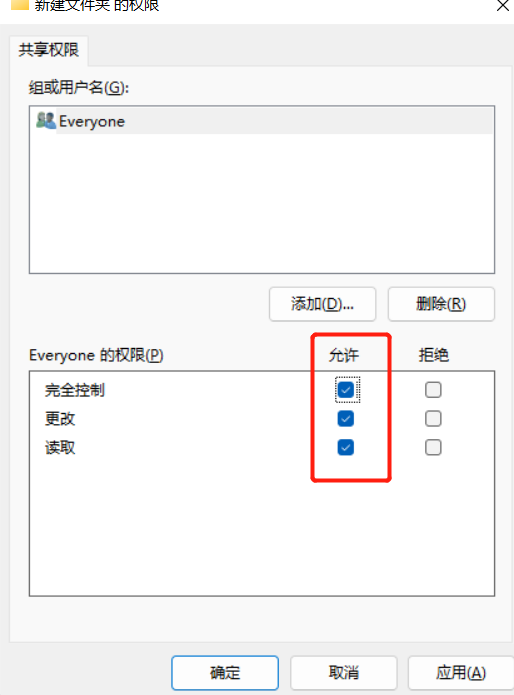 新建文件夹 的权限
共享权限
组或用户名(G):
Everyone
添加(D)... 删除(R)
Everyone 的权限(P) 允许 拒绝
完全控制
更改
读取
确定 取消 应用(A)